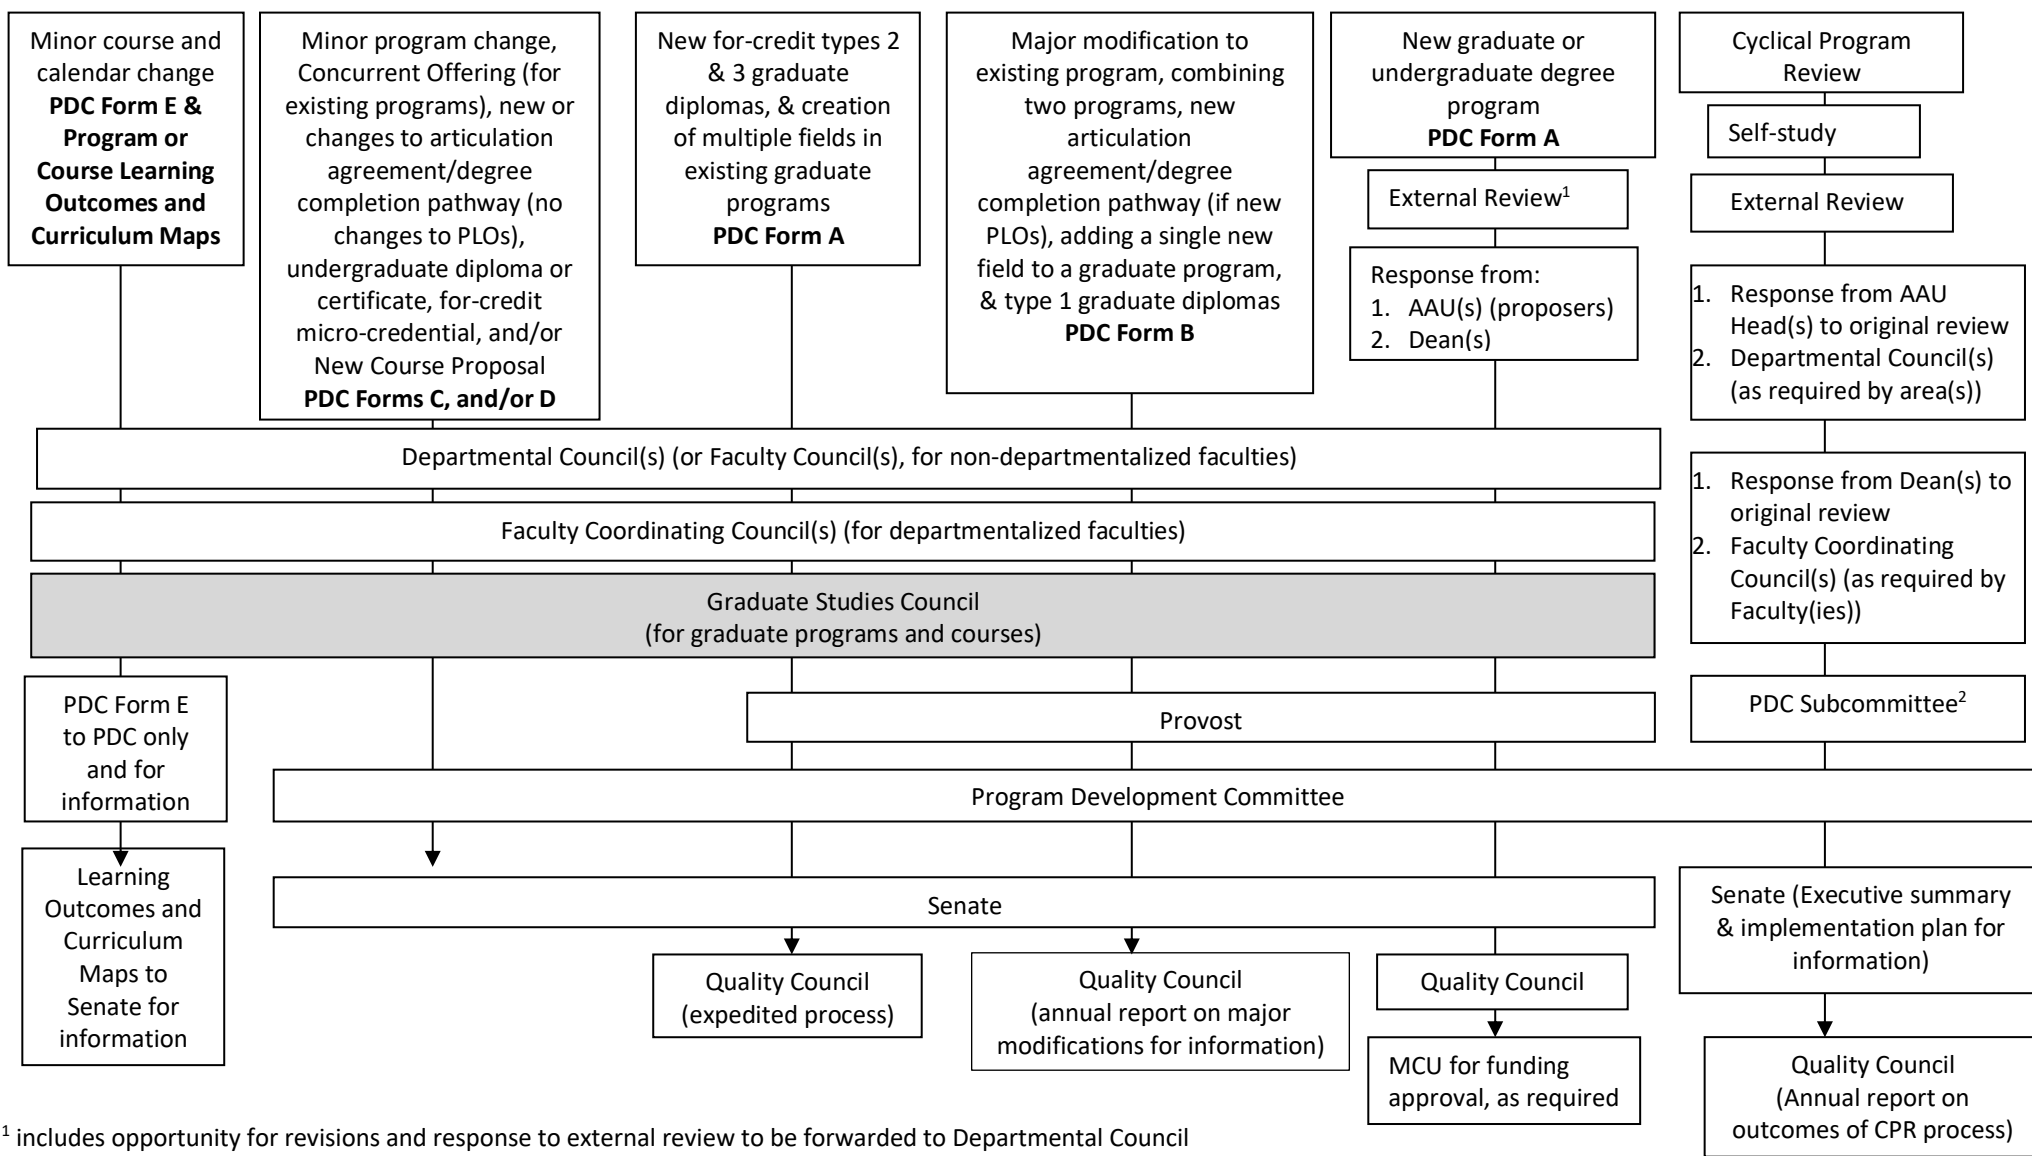 Minor course and
calendar change
PDC Form E &
Program or
Course Learning
Outcomes and
Curriculum Maps
Minor program change,
Concurrent Offering (for
existing programs), new or
changes to articulation
agreement/degree
completion pathway (no
changes to PLOs),
undergraduate diploma or
certificate, for-credit
micro-credential, and/or
New Course Proposal
PDC Forms C, and/or D
New for-credit types 2
& 3 graduate
diplomas, & creation
of multiple fields in
existing graduate
programs
PDC Form A
Major modification to
existing program, combining
two programs, new
articulation
agreement/degree
completion pathway (if new
PLOs), adding a single new
field to a graduate program,
& type 1 graduate diplomas
PDC Form B
New graduate or
undergraduate degree
program
PDC Form A
External Review1
Response from:
1. AAU(s) (proposers)
2. Dean(s)
Cyclical Program
Review
Self-study
External Review
1. Response from AAU
Head(s) to original review
2. Departmental Council(s)
(as required by area(s))
1. Response from Dean(s) to
original review
2. Faculty Coordinating
Council(s) (as required by
Faculty(ies))
PDC Subcommittee2
Departmental Council(s) (or Faculty Council(s), for non-departmentalized faculties)
Faculty Coordinating Council(s) (for departmentalized faculties)
Graduate Studies Council
(for graduate programs and courses)
PDC Form E
to PDC only
and for
information
Provost
Program Development Committee
Learning
Outcomes and
Curriculum
Maps to
Senate for
information
Senate
Senate (Executive summary
& implementation plan for
information)
Quality Council
(expedited process)
Quality Council
(annual report on major
modifications for information)
Quality Council
MCU for funding
approval, as required
Quality Council
(Annual report on
outcomes of CPR process)
1 includes opportunity for revisions and response to external review to be forwarded to Departmental Council